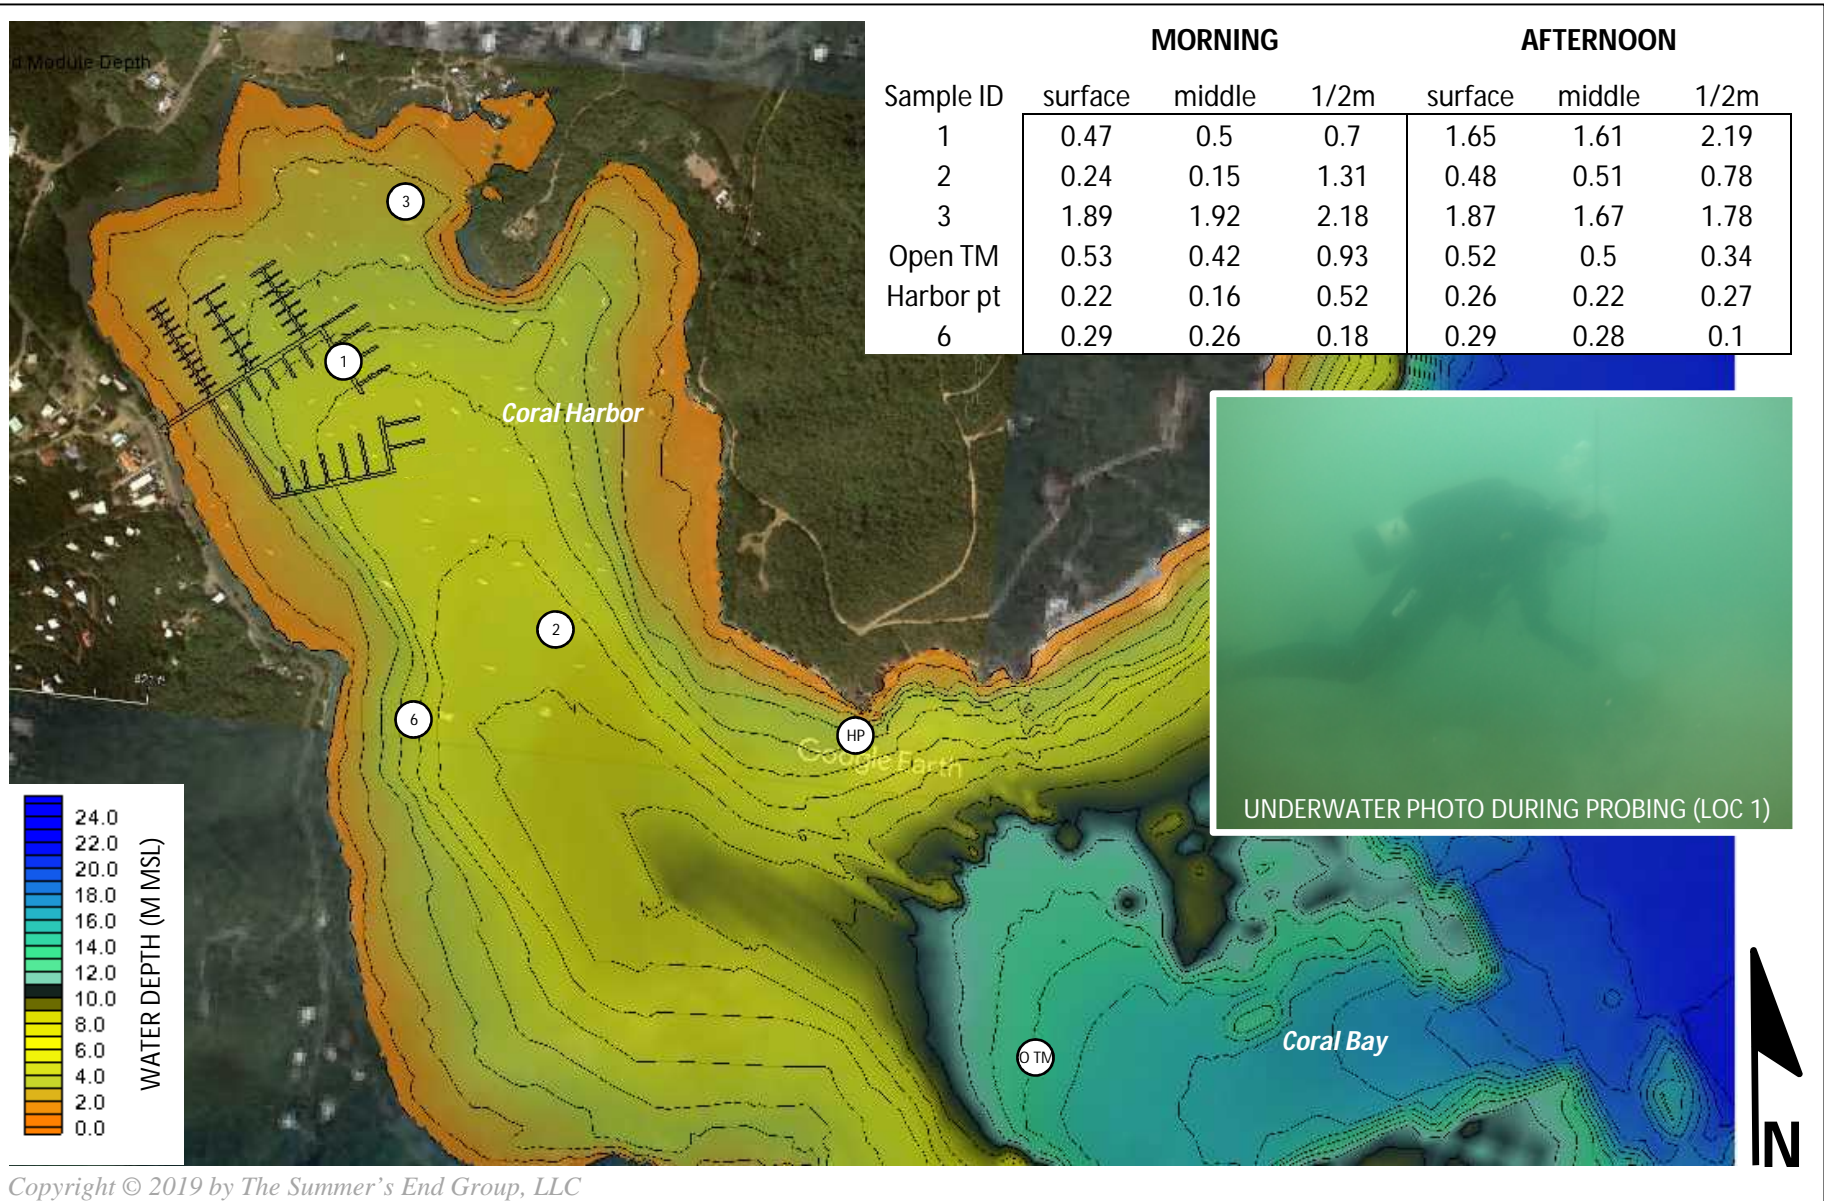 d Module Depth
MORNING AFTERNOON
Sample ID surface middle 1/2m surface middle 1/2m
1 0.47 0.5 0.7 1.65 1.61 2.19
2 0.24 0.15 1.31 0.48 0.51 0.78
3 1.89 1.92 2.18 1.87 1.67 1.78
Open TM 0.53 0.42 0.93 0.52 0.5 0.34
Harbor pt 0.22 0.16 0.52 0.26 0.22 0.27
6 0.29 0.26 0.18 0.29 0.28 0.1
3
1
Coral Harbor
2
6
HP
Google Earth
UNDERWATER PHOTO DURING PROBING (LOC 1)
24.0
22.0
20.0
18.0
16.0
14.0
12.0
10.0
8.0
6.0
4.0
2.0
0.0
WATER DEPTH (M MSL)
O TM
Coral Bay
N
Copyright © 2019 by The Summer's End Group, LLC